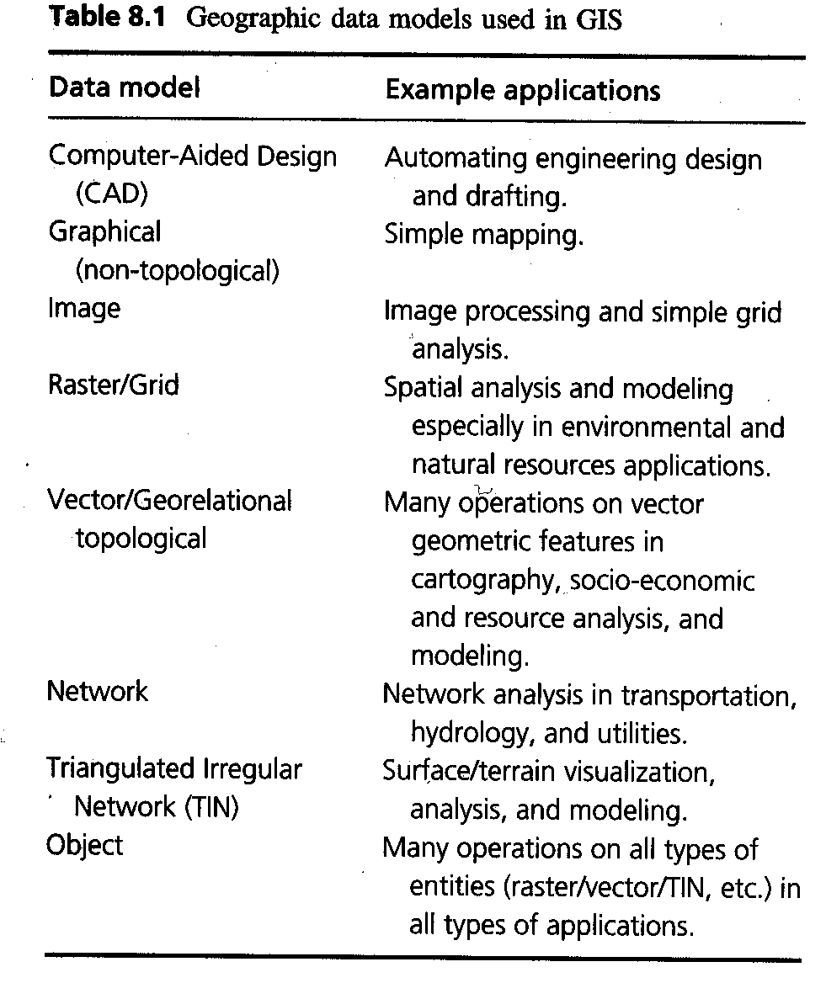 Table 8.1 Geographic data models used in GIS
Data model Example applications
Computer-Aided Design Automating engineering design
(CAD) and drafting.
Graphical Simple mapping.
(non-topological)
Image Image processing and simple grid
analysis.
Raster/Grid Spatial analysis and modeling
especially in environmental and
natural resources applications.
Vector/Georelational Many operations on vector
topological geometric features in
cartography, socio-economic
and resource analysis, and
modeling.
Network Network analysis in transportation,
hydrology, and utilities.
Triangulated Irregular Surface/terrain visualization,
Network (TIN) analysis, and modeling.
Object Many operations on all types of
entities (raster/vector/TIN, etc.) in
all types of applications.